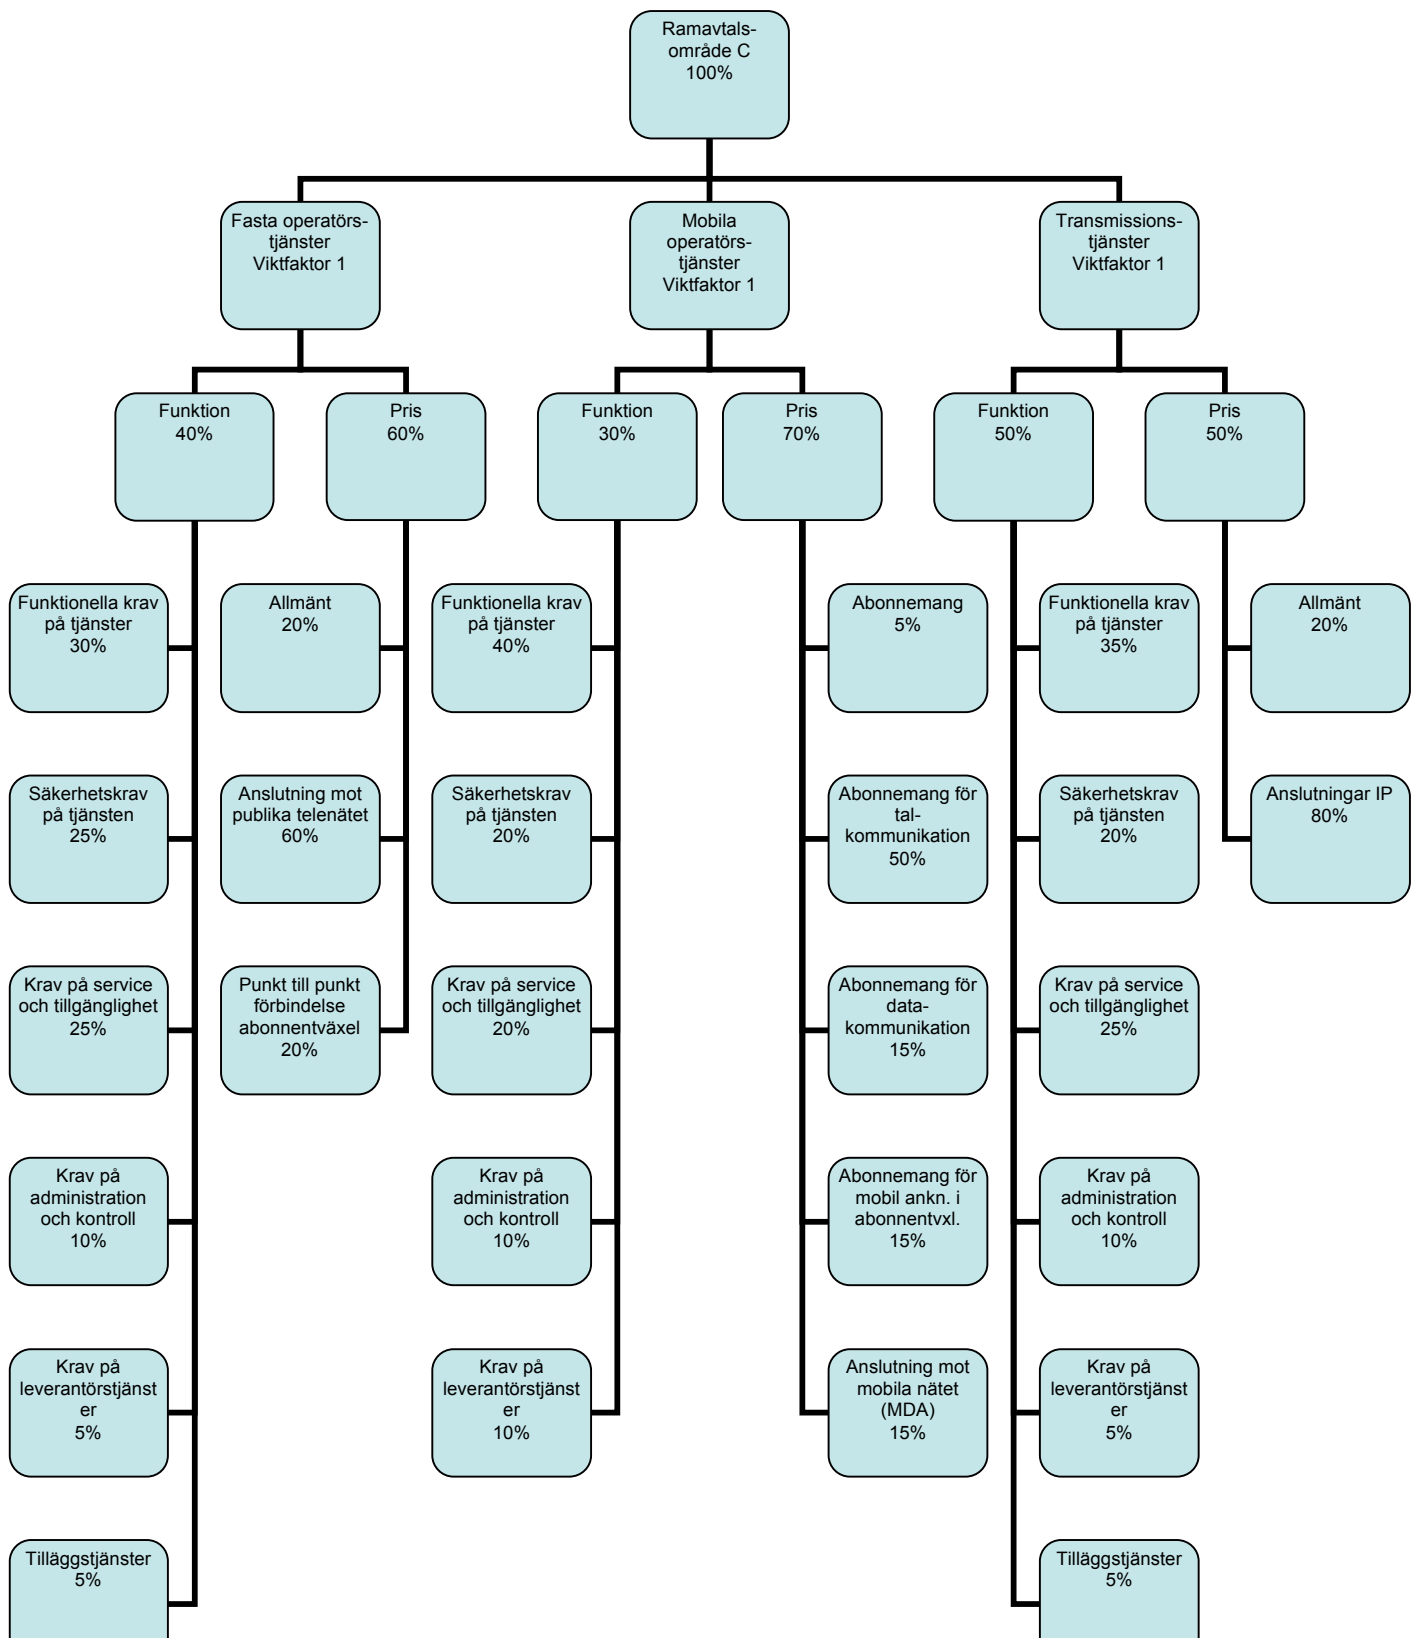 Ramavtals-
område C
100%
Fasta operatörs-
tjänster
Viktfaktor 1
Mobila
operatörs-
tjänster
Viktfaktor 1
Transmissions-
tjänster
Viktfaktor 1
Funktion
40%
Pris
60%
Funktion
30%
Pris
70%
Funktion
50%
Pris
50%
Funktionella krav
på tjänster
30%
Allmänt
20%
Funktionella krav
på tjänster
40%
Abonnemang
5%
Funktionella krav
på tjänster
35%
Allmänt
20%
Säkerhetskrav
på tjänsten
25%
Anslutning mot
publika telenätet
60%
Säkerhetskrav
på tjänsten
20%
Abonnemang för
tal-
kommunikation
50%
Säkerhetskrav
på tjänsten
20%
Anslutningar IP
80%
Krav på service
och tillgänglighet
25%
Punkt till punkt
förbindelse
abonnentväxel
20%
Krav på service
och tillgänglighet
20%
Abonnemang för
data-
kommunikation
15%
Krav på service
och tillgänglighet
25%
Krav på
administration
och kontroll
10%
Krav på
administration
och kontroll
10%
Abonnemang för
mobil ankn. i
abonnentvxl.
15%
Krav på
administration
och kontroll
10%
Krav på
leverantörstjänst
er
5%
Krav på
leverantörstjänst
er
10%
Anslutning mot
mobila nätet
(MDA)
15%
Krav på
leverantörstjänst
er
5%
Tilläggstjänster
5%
Tilläggstjänster
5%